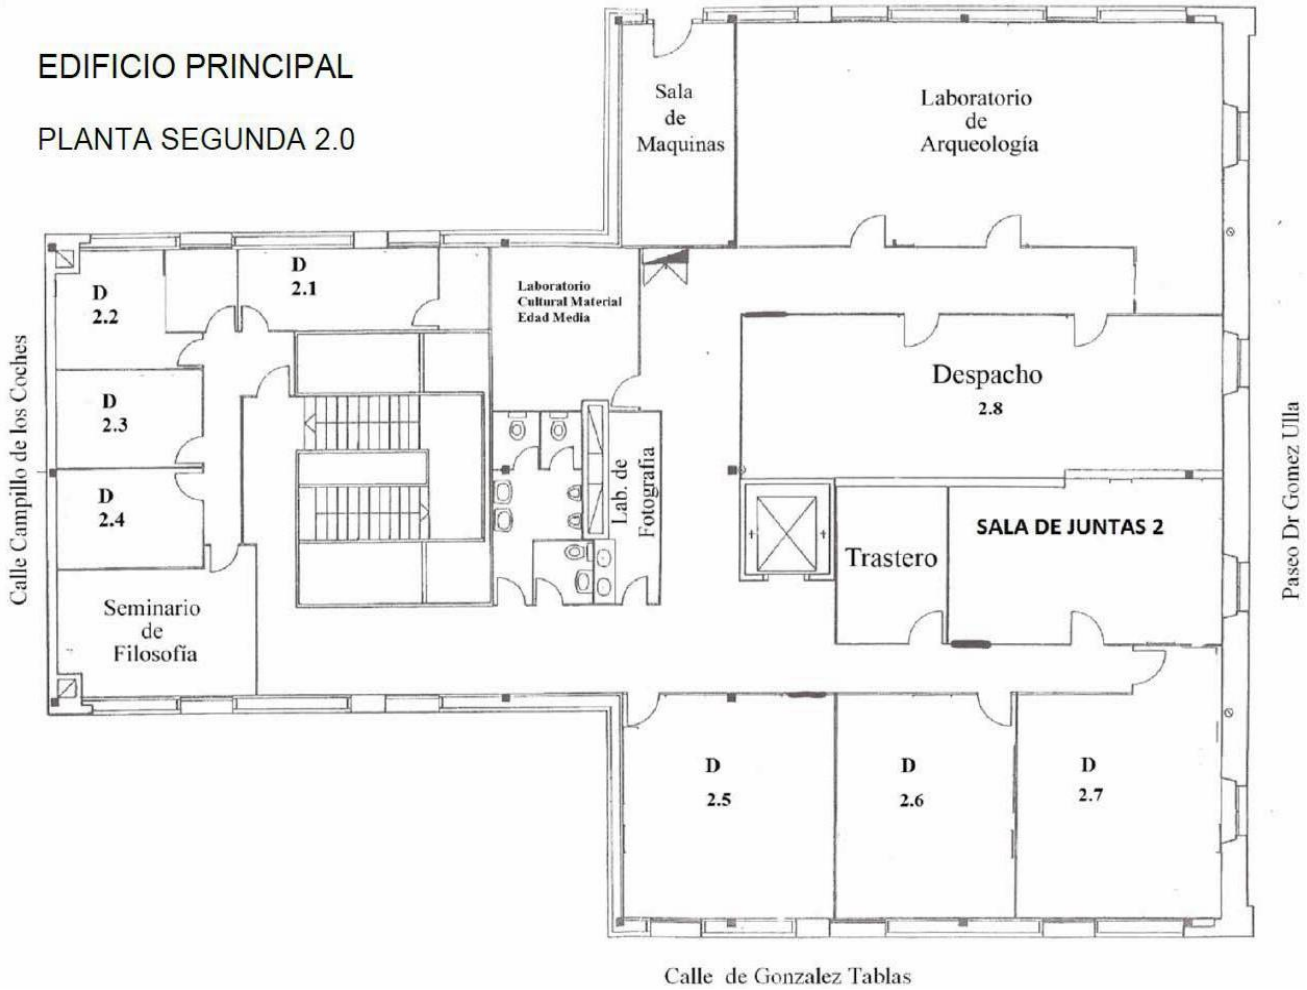 EDIFICIO PRINCIPAL
PLANTA SEGUNDA 2.0
Sala
de
Maquinas
Laboratorio
de
Arqueología
D
2.1
D
2.2
Laboratorio
Cultural Material
Edad Media
D
2.3
D
2.4
Seminario
de
Filosofía
Lab. de
Fotografia
Despacho
2.8
Trastero
SALA DE JUNTAS 2
D
2.5
D
2.6
D
2.7
Calle Campillo de los Coches
Paseo Dr Gomez Ulla
Calle de Gonzalez Tablas